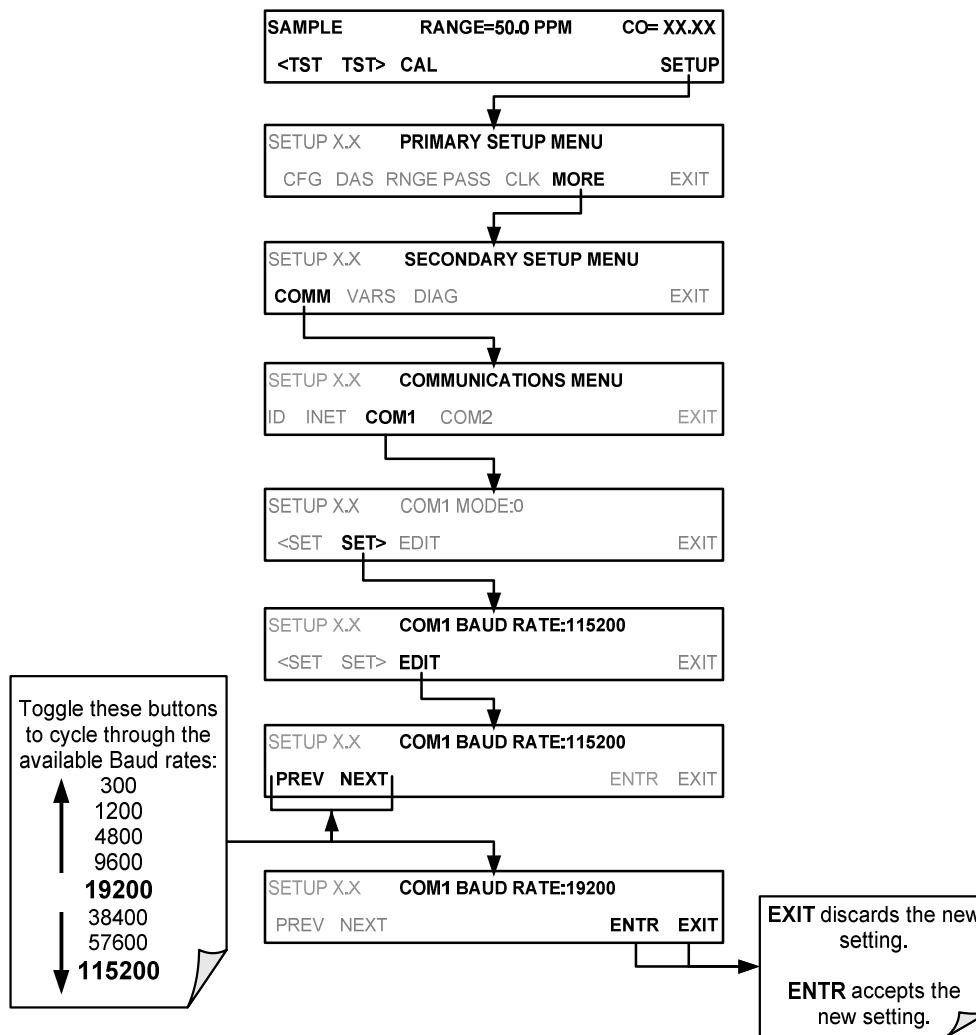 SAMPLE RANGE=50.0 PPM CO= XX.XX
<TST TST> CAL SETUP
SETUP X.X PRIMARY SETUP MENU
CFG DAS RNGE PASS CLK MORE EXIT
SETUP X.X SECONDARY SETUP MENU
COMM VARS DIAG EXIT
SETUP X.X COMMUNICATIONS MENU
ID INET COM1 COM2 EXIT
SETUP X.X COM1 MODE:0
<SET SET> EDIT EXIT
SETUP X.X COM1 BAUD RATE:115200
<SET SET> EDIT EXIT
SETUP X.X COM1 BAUD RATE:115200
PREV NEXT ENTR EXIT
Toggle these buttons
to cycle through the
available Baud rates:
300
1200
4800
9600
19200
38400
57600
115200
SETUP X.X COM1 BAUD RATE:19200
PREV NEXT ENTR EXIT
EXIT discards the new
setting.
ENTR accepts the
new setting.